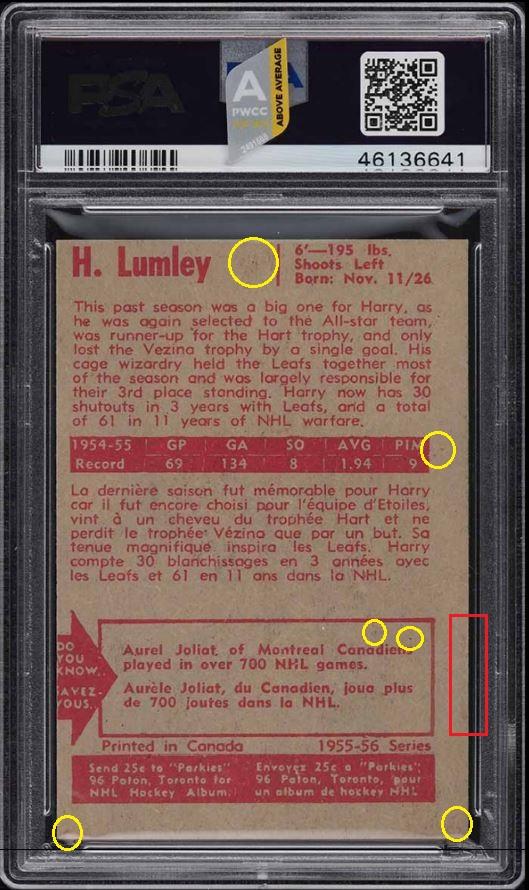 PSA
A
PWCC
ABOVE AVERAGE
46136641
H. Lumley
6'—195 lbs.
Shoots Left
Born: Nov. 11/26
This past season was a big one for Harry, as
he was again selected to the All-star team,
was runner-up for the Hart trophy, and only
lost the Vezina trophy by a single goal. His
cage wizardry held the Leafs together most
of the season and was largely responsible for
their 3rd place standing. Harry now has 30
shutouts in 3 years with Leafs, and a total
of 61 in 11 years of NHL warfare.
1954-55 GP GA SO AVG PIM
Record 69 134 8 1.94 9
La dernière saison fut mémorable pour Harry
car il fut encore choisi pour l'équipe d'Etoiles,
vint à un cheveu du trophée Hart et ne
perdit le trophée Vézina que par un but. Sa
tenue magnifique inspira les Leafs. Harry
compte 30 blanchissages en 3 années avec
les Leafs et 61 en 11 ans dans la NHL.
DO
YOU
KNOW..
SAVEZ-
VOUS..
Aurel Joliat, of Montreal Canadiens
played in over 700 NHL games.
Aurèle Joliat, du Canadien, joua plus
de 700 joutes dans la NHL.
Printed in Canada 1955-56 Series
Send 25c to "Parkies"
96 Paton, Toronto for
NHL Hockey Album.
Envoyez 25c a "Parkies",
96 Paton, Toronto, pour
un album de hockey NHL